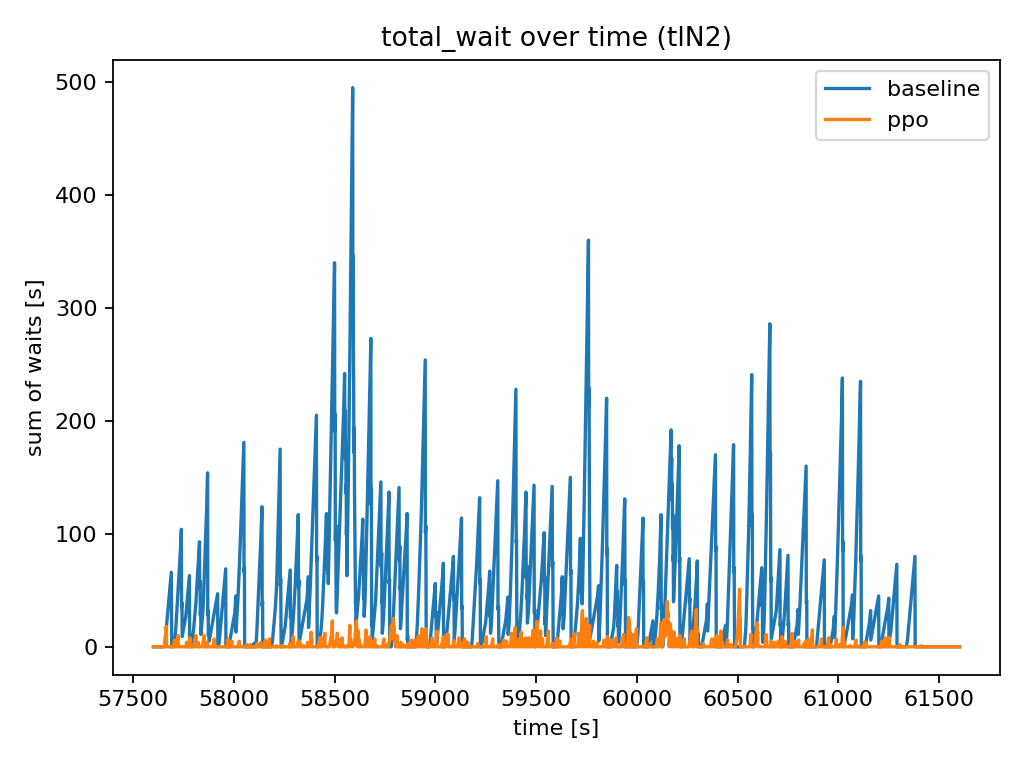 total_wait over time (tlN2)
baseline
ppo
sum of waits [s]
500
400
300
200
100
0
57500 58000 58500 59000 59500 60000 60500 61000 61500
time [s]